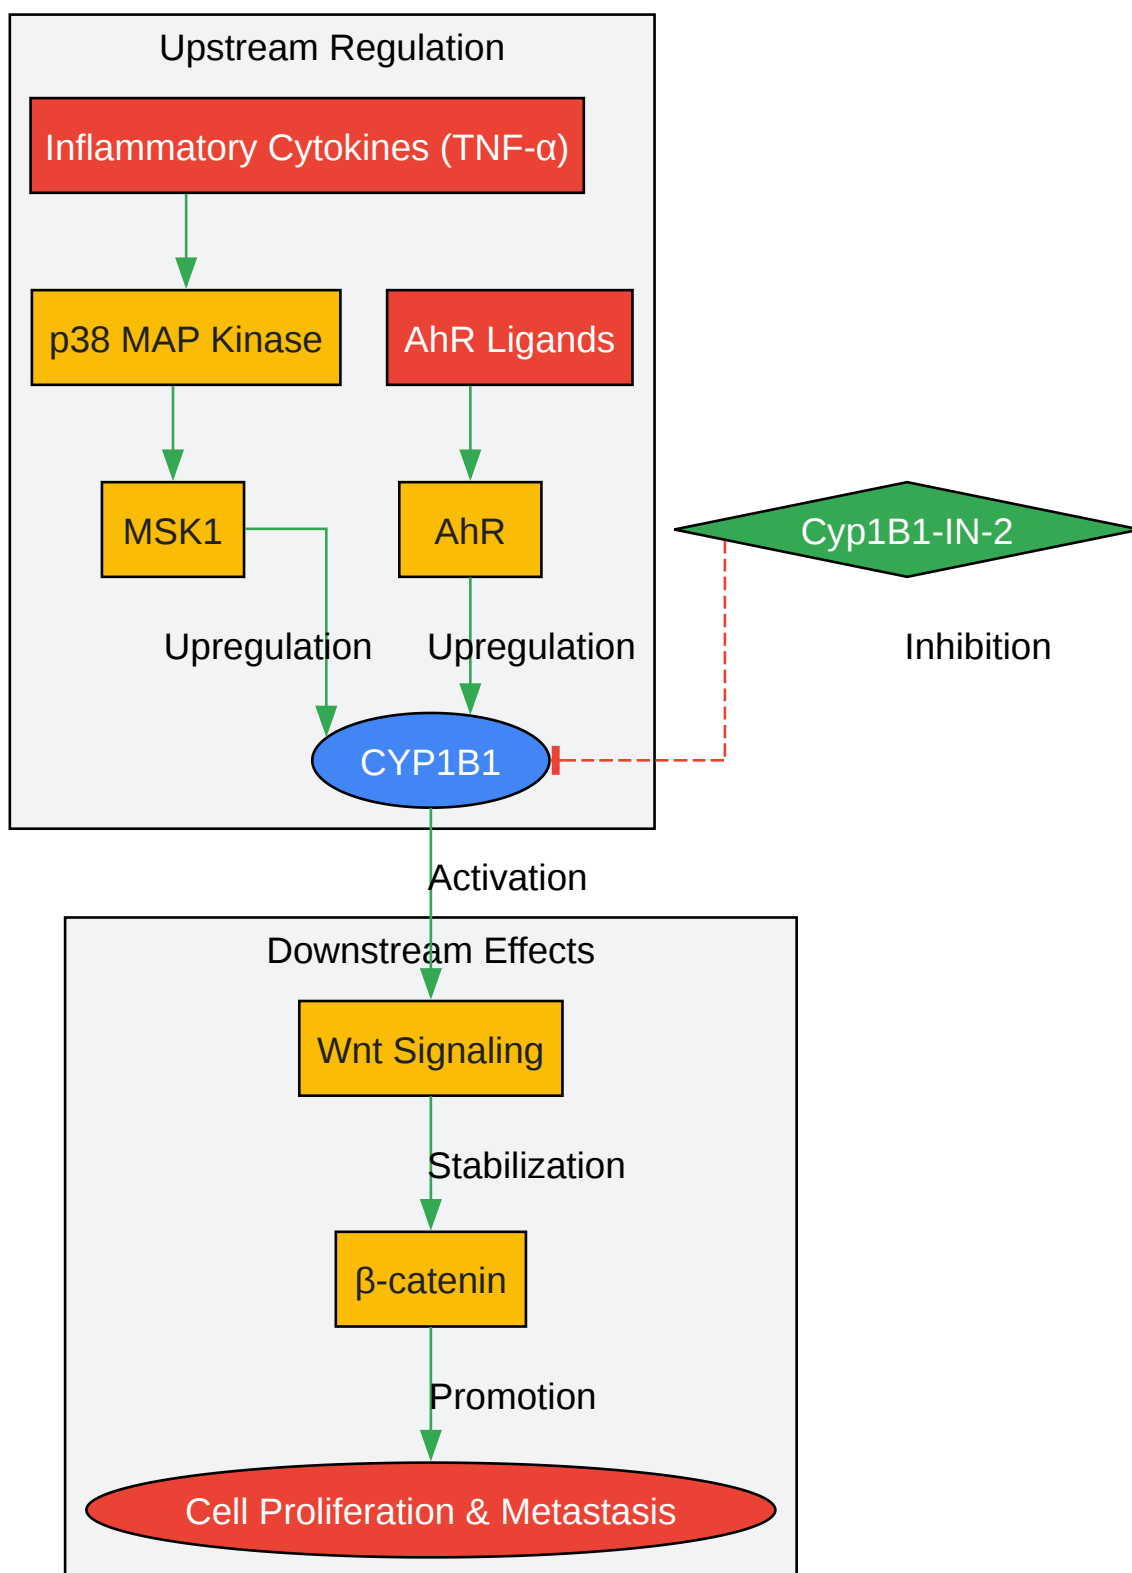 Upstream Regulation
Inflammatory Cytokines (TNF-α)
p38 MAP Kinase
AhR Ligands
MSK1
AhR
Cyp1B1-IN-2
Upregulation
Upregulation
Inhibition
CYP1B1
Activation
Downstream Effects
Wnt Signaling
Stabilization
β-catenin
Promotion
Cell Proliferation & Metastasis